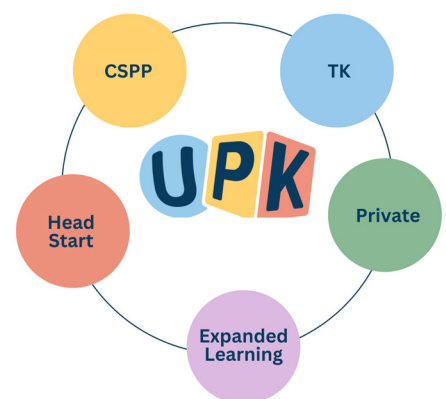 CSPP
TK
UPK
Head
Start
Private
Expanded
Learning